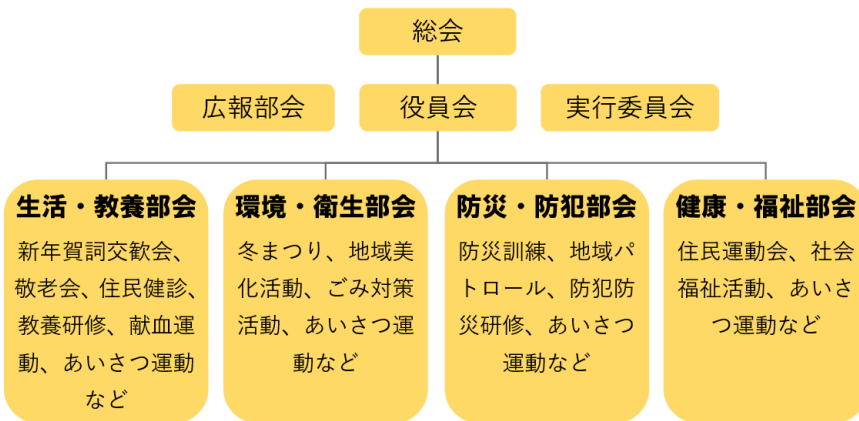 総会
広報部会
役員会
実行委員会
生活・教養部会
新年賀詞交歓会、
敬老会、住民健診、
教養研修、献血運
動、あいさつ運動
など
環境・衛生部会
冬まつり、地域美
化活動、ごみ対策
活動、あいさつ運
動など
防災・防犯部会
防災訓練、地域パ
トロール、防犯防
災研修、あいさつ
運動など
健康・福祉部会
住民運動会、社会
福祉活動、あいさ
つ運動など